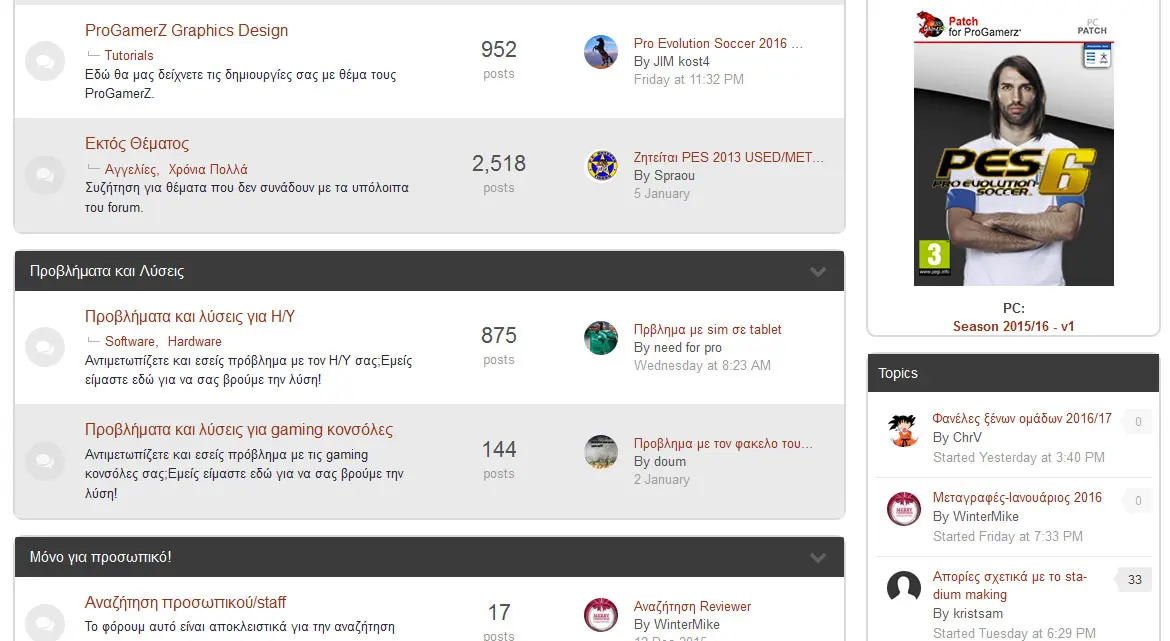 ProGamerZ Graphics Design
Tutorials
Εδώ θα μας δείχνετε τις δημιουργίες σας με θέμα τους
ProGamerZ.
952
posts
Pro Evolution Soccer 2016 ...
By JIM kost4
Friday at 11:32 PM
Εκτός Θέματος
Αγγελίες, Χρόνια Πολλά
Συζήτηση για θέματα που δεν συνάδουν με τα υπόλοιπα
του forum.
2,518
posts
Ζητείται PES 2013 USED/MET...
By Spraou
5 January
Προβλήματα και Λύσεις
Προβλήματα και λύσεις για Η/Υ
Software, Hardware
Αντιμετωπίζετε και εσείς πρόβλημα με τον Η/Υ σας;Εμείς
είμαστε εδώ για να σας βρούμε την λύση!
875
posts
Πρβλημα με sim σε tablet
By need for pro
Wednesday at 8:23 AM
Προβλήματα και λύσεις για gaming κονσόλες
Αντιμετωπίζετε και εσείς πρόβλημα με τις gaming
κονσόλες σας;Εμείς είμαστε εδώ για να σας βρούμε την
λύση!
144
posts
Προβλημα με τον φακελο του...
By doum
2 January
Μόνο για προσωπικό!
Αναζήτηση προσωπικού/staff
Το φόρουμ αυτό είναι αποκλειστικά για την αναζήτηση
17
posts
Αναζήτηση Reviewer
By WinterMike
12 Dec 2015
Patch
for ProGamerz'
PC
PATCH
PES 6
PRO EVOLUTION
SOCCER
3
www.pegi.info
PC:
Season 2015/16 - v1
Topics
Φανέλες ξένων ομάδων 2016/17
0
By ChrV
Started Yesterday at 3:40 PM
Μεταγραφές-Ιανουάριος 2016
0
By WinterMike
Started Friday at 7:33 PM
Απορίες σχετικά με το sta-
dium making
33
By kristsam
Started Tuesday at 6:29 PM